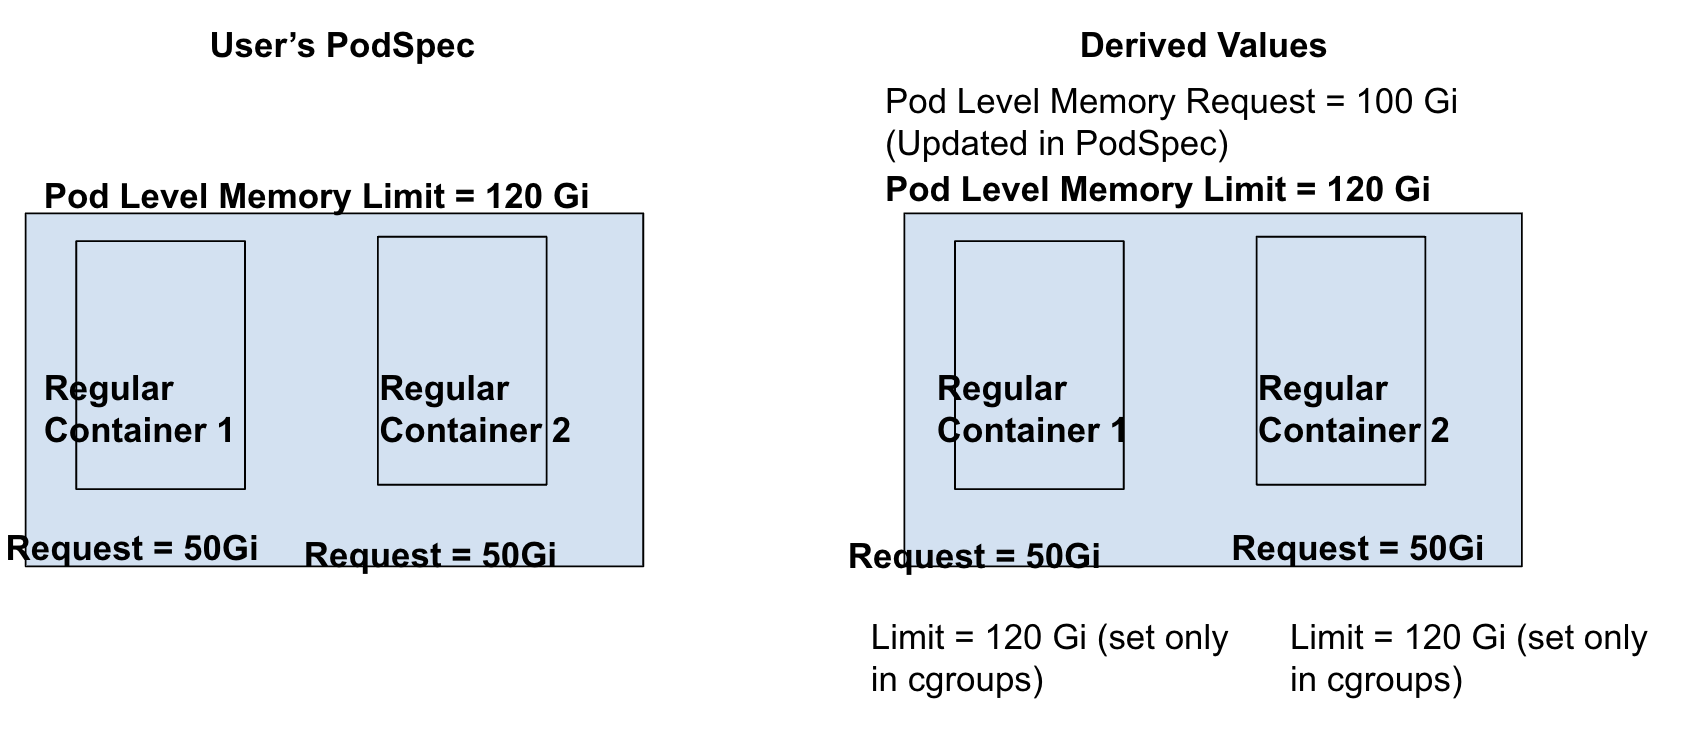 User’s PodSpec
Pod Level Memory Limit = 120 Gi
Regular
Container 1
Regular
Container 2
Request = 50Gi
Request = 50Gi
Derived Values
Pod Level Memory Request = 100 Gi
(Updated in PodSpec)
Pod Level Memory Limit = 120 Gi
Regular
Container 1
Regular
Container 2
Request = 50Gi
Request = 50Gi
Limit = 120 Gi (set only
in cgroups)
Limit = 120 Gi (set only
in cgroups)